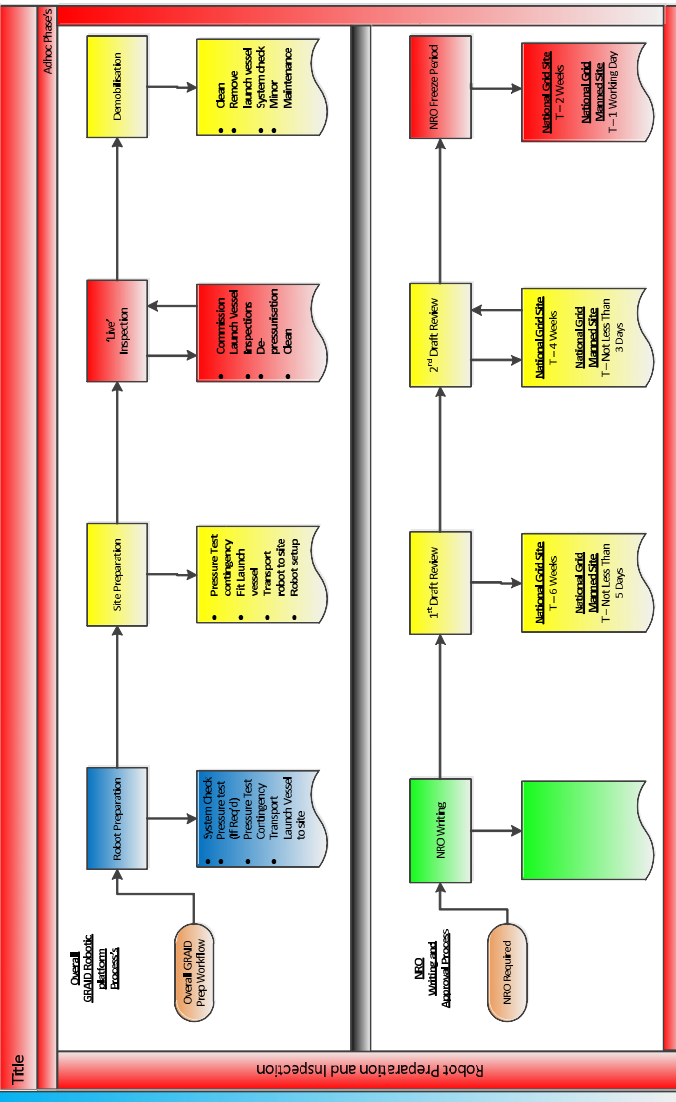 Title
Adhoc Phase's
Robot Preparation and Inspection
Overall
GRAID Robotic
platform
Process's
Overall GRAID
Prep Workflow
Robot Preparation
• System Check
• Pressure test
(If Req'd)
• Pressure Test
Contingency
• Transport
Launch Vessel
to site
Site Preparation
• Pressure Test
contingency
• Fit Launch
vessel
• Transport
robot to site
• Robot setup
'Live'
Inspection
• Commission
Launch Vessel
• Inspections
• De-
pressurisation
• Clean
Demobilisation
• Clean
• Remove
launch vessel
• System check
• Minor
Maintenance
NRO
Writing and
Approval Process
NRO Required
NRO Writing
1st Draft Review
National Grid Site
T – 6 Weeks
National Grid
Manned Site
T – Not Less Than
5 Days
2nd Draft Review
National Grid Site
T – 4 Weeks
National Grid
Manned Site
T – Not Less Than
3 Days
NRO Freeze Period
National Grid Site
T – 2 Weeks
National Grid
Manned Site
T – 1 Working Day